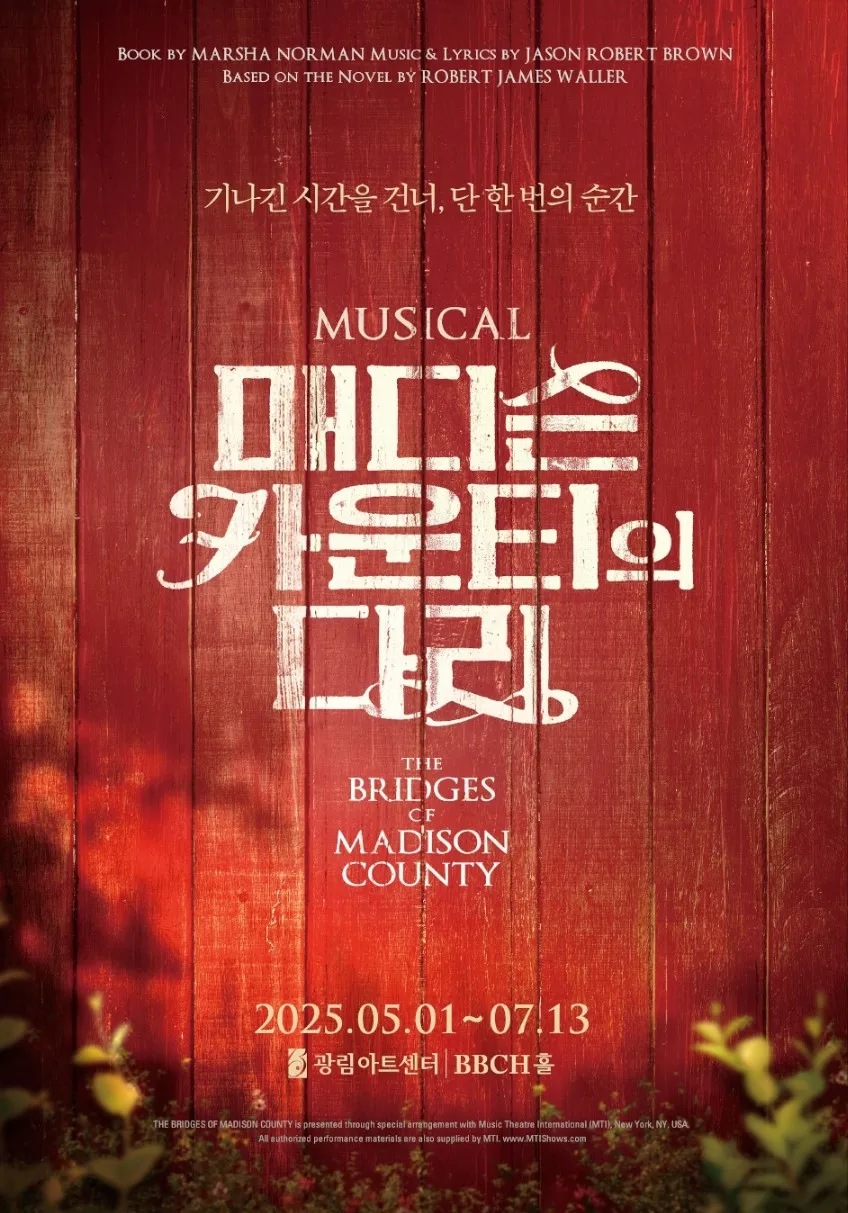 BOOK BY MARSHA NORMAN MUSIC & LYRICS BY JASON ROBERT BROWN
BASED ON THE NOVEL BY ROBERT JAMES WALLER
기나긴 시간을 건너, 단 한 번의 순간
MUSICAL
매디슨
카운티의
다리
THE
BRIDGES
OF
MADISON
COUNTY
2025.05.01~07.13
광림아트센터 | BBCH홀
THE BRIDGES OF MADISON COUNTY is presented through special arrangement with Music Theatre International (MTI), New York, NY, USA.
All authorized performance materials are also supplied by MTI. www.MTIShows.com